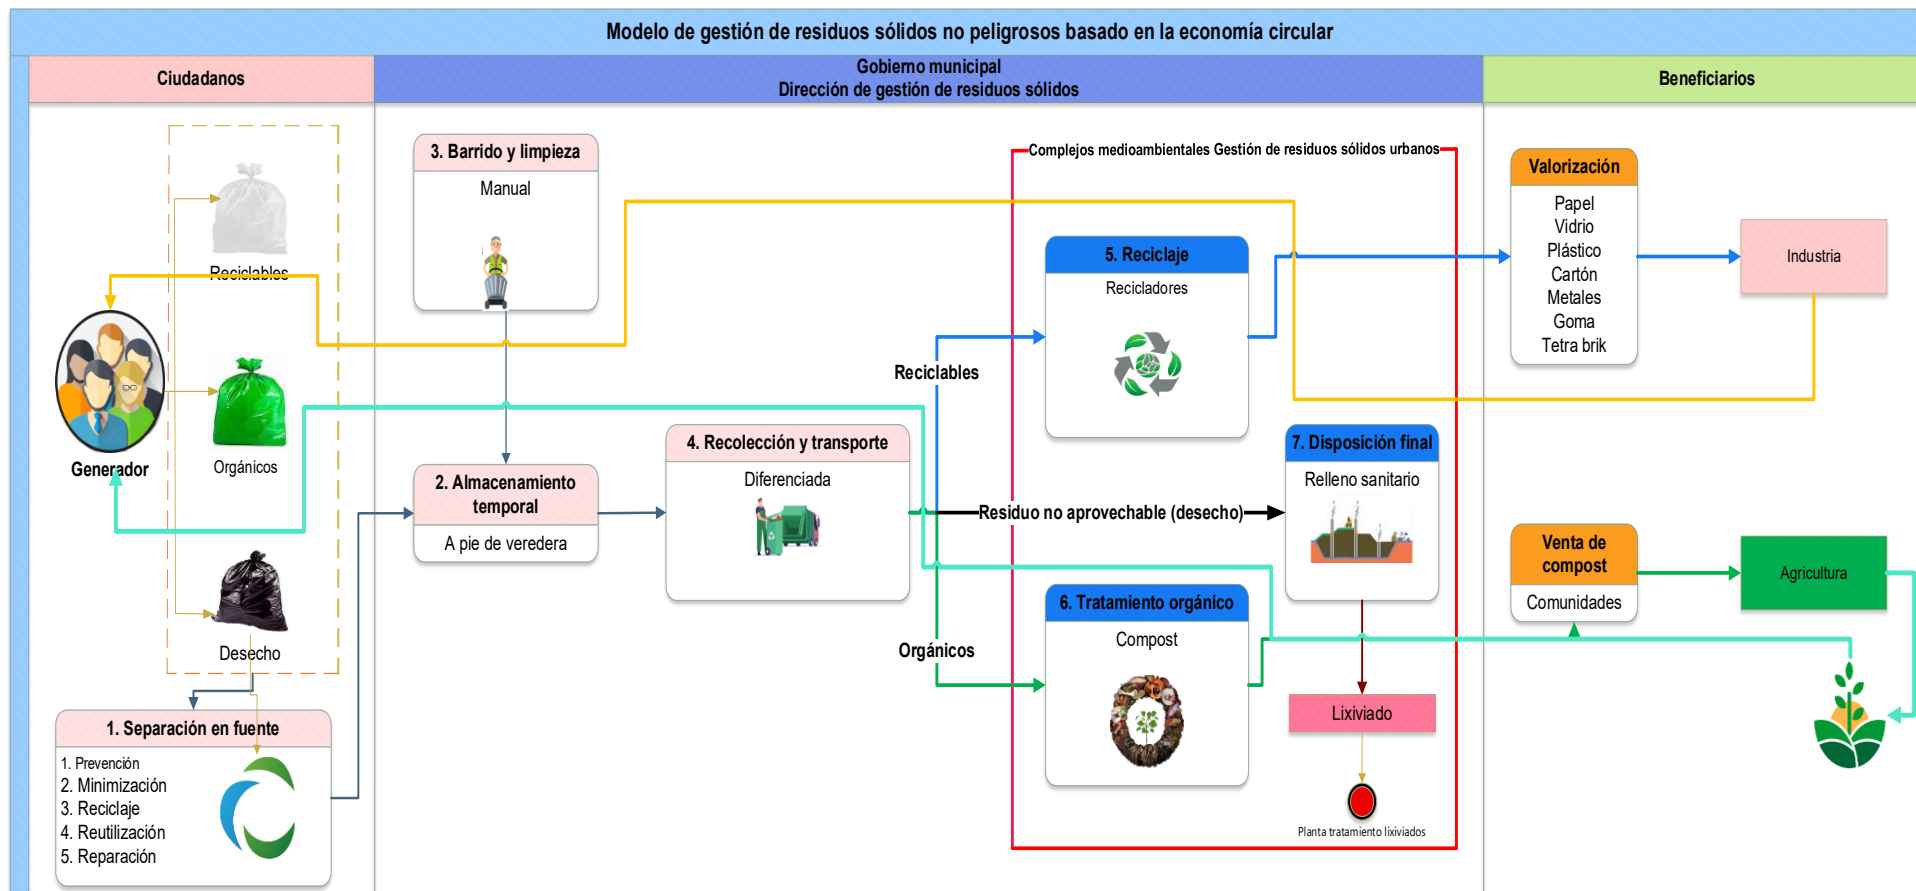 Modelo de gestión de residuos sólidos no peligrosos basado en la economía circular
Ciudadanos
Gobierno municipal
Dirección de gestión de residuos sólidos
Beneficiarios
Reciclables
Generador
Orgánicos
Desecho
1. Separación en fuente
1. Prevención
2. Minimización
3. Reciclaje
4. Reutilización
5. Reparación
3. Barrido y limpieza
Manual
2. Almacenamiento
temporal
A pie de veredera
4. Recolección y transporte
Diferenciada
Reciclables
Residuo no aprovechable (desecho)
Orgánicos
Complejos medioambientales Gestión de residuos sólidos urbanos
5. Reciclaje
Recicladores
7. Disposición final
Relleno sanitario
6. Tratamiento orgánico
Compost
Lixiviado
Planta tratamiento lixiviados
Valorización
Papel
Vidrio
Plástico
Cartón
Metales
Goma
Tetra brik
Industria
Venta de
compost
Comunidades
Agricultura